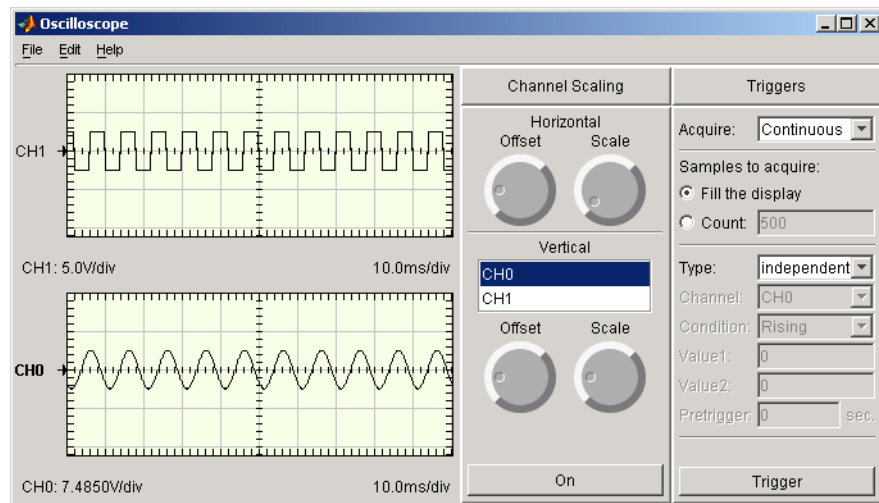 Oscilloscope
File Edit Help
CH1
CH1: 5.0V/div 10.0ms/div
CH0
CH0: 7.4850V/div 10.0ms/div
Channel Scaling
Horizontal
Offset Scale
Vertical
CH0
CH1
Offset Scale
On
Triggers
Acquire: Continuous
Samples to acquire:
Fill the display
Count: 500
Type: independent
Channel: CH0
Condition: Rising
Value1: 0
Value2: 0
Pretrigger: 0 sec.
Trigger